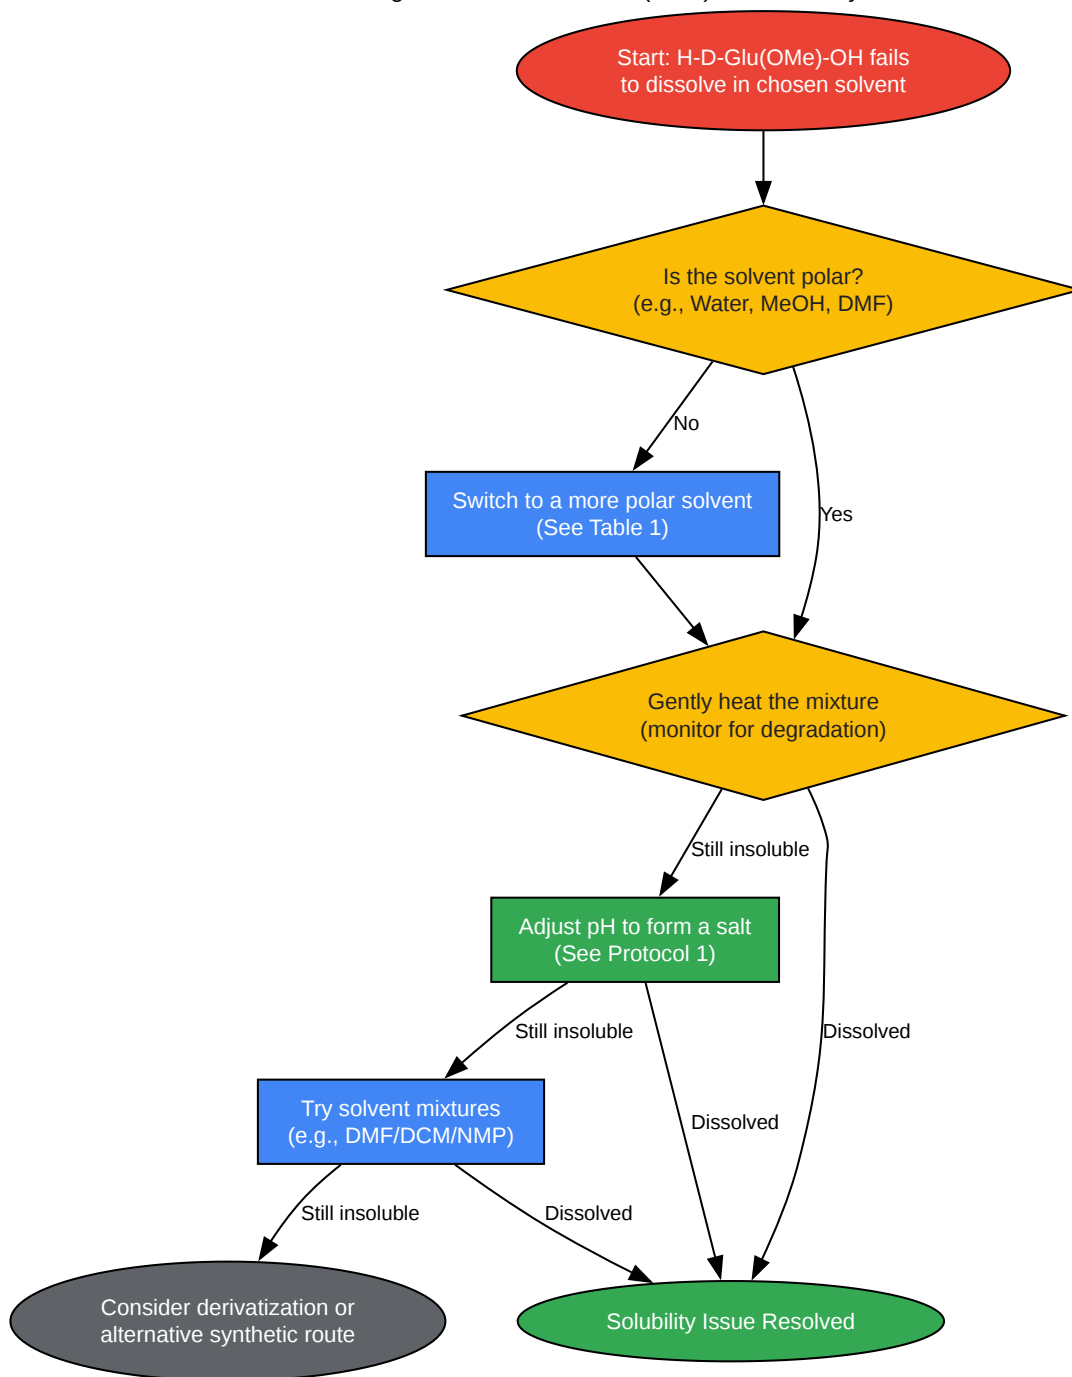 Start: H-D-Glu(OMe)-OH fails
to dissolve in chosen solvent
Is the solvent polar?
(e.g., Water, MeOH, DMF)
No
Switch to a more polar solvent
(See Table 1)
Yes
Gently heat the mixture
(monitor for degradation)
Still insoluble
Adjust pH to form a salt
(See Protocol 1)
Still insoluble
Dissolved
Try solvent mixtures
(e.g., DMF/DCM/NMP)
Dissolved
Still insoluble
Dissolved
Consider derivatization or
alternative synthetic route
Solubility Issue Resolved